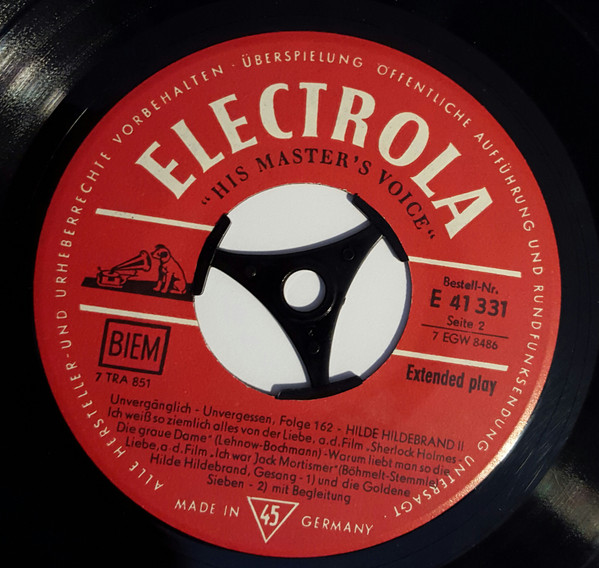 ALLE HERSTELLER- UND URHEBERRECHTE VORBEHALTEN · ÜBERSPIELUNG ÖFFENTLICHE AUFFÜHRUNG UND RUNDFUNKSENDUNG UNTERSAGT ·
ELECTROLA
"HIS MASTER'S VOICE"
Bestell-Nr.
E 41 331
Seite 2
7 EGW 8486
BIEM
7 TRA 851
Extended play
Unvergänglich - Unvergessen, Folge 162 - HILDE HILDEBRAND II
Ich weiß so ziemlich alles von der Liebe, a.d. Film „Sherlock Holmes-
Die graue Dame" (Lehnow-Bochmann) -Warum liebt man so die
Liebe, a.d. Film „Ich war Jack Mortismer" (Böhmelt-Stemmle)
Hilde Hildebrand, Gesang - 1) und die Goldene
Sieben - 2) mit Begleitung
MADE IN 45 GERMANY